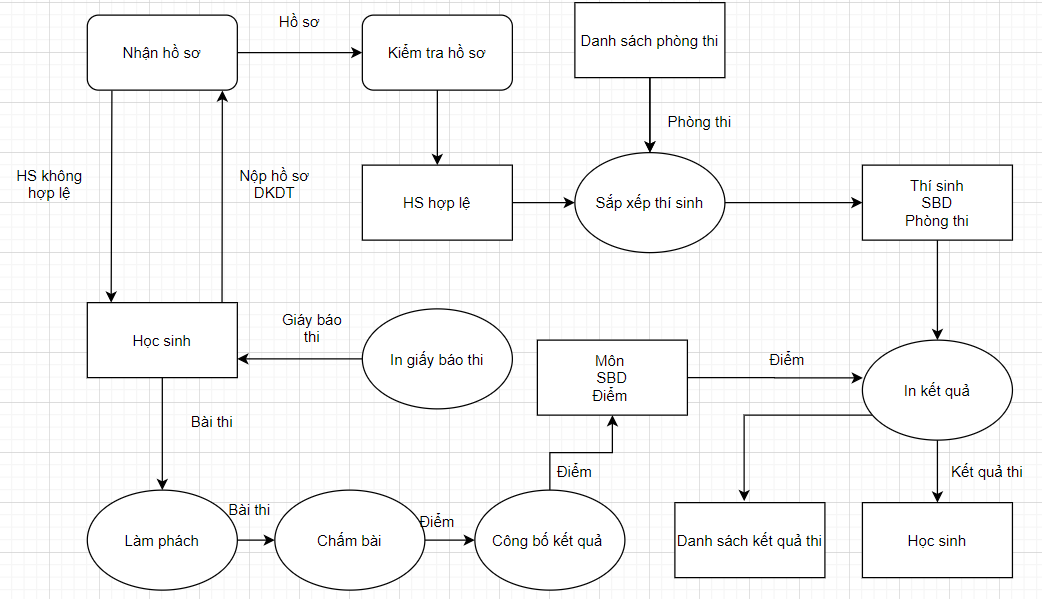 Hồ sơ
Nhận hồ sơ
Kiểm tra hồ sơ
Danh sách phòng thi
Phòng thi
HS không
hợp lệ
Nộp hồ sơ
DKDT
HS hợp lệ
Sắp xếp thí sinh
Thí sinh
SBD
Phòng thi
Học sinh
Giáy báo
thi
In giấy báo thi
Môn
SBD
Điểm
Điểm
In kết quả
Bài thi
Điểm
Kết quả thi
Làm phách
Bài thi
Chấm bài
Điểm
Công bố kết quả
Danh sách kết quả thi
Học sinh